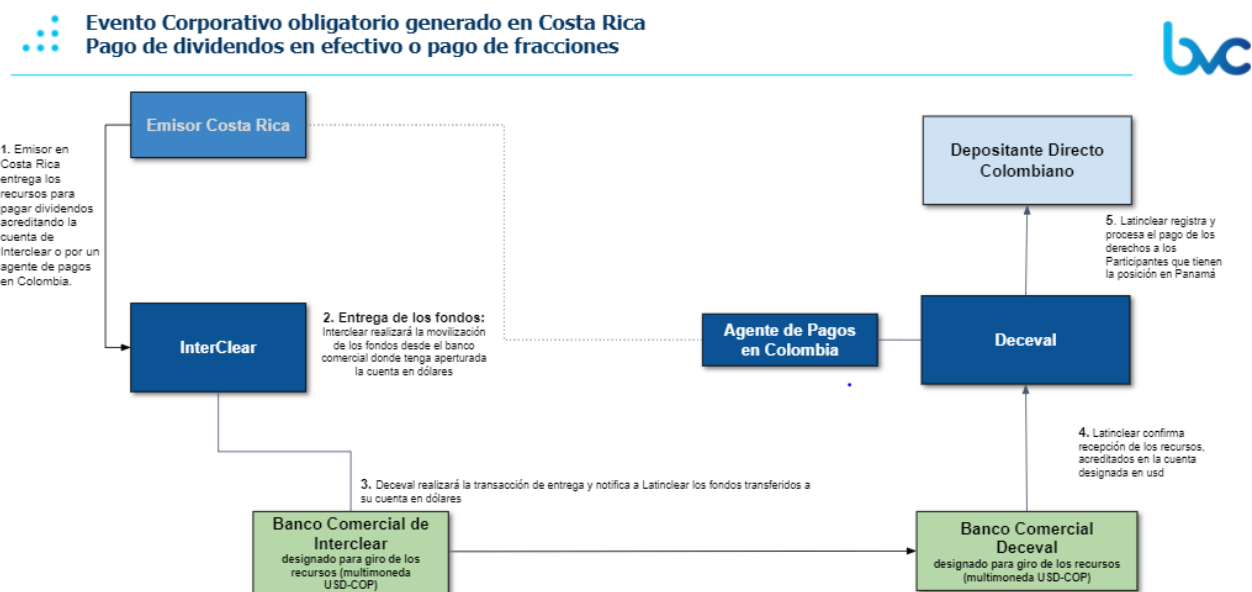 Evento Corporativo obligatorio generado en Costa Rica
Pago de dividendos en efectivo o pago de fracciones
bvc
Emisor Costa Rica
1. Emisor en
Costa Rica
entrega los
recursos para
pagar dividendos
acreditando la
cuenta de
Interclear o por un
agente de pagos
en Colombia.
Depositante Directo
Colombiano
5. Latinclear registra y
procesa el pago de los
derechos a los
Participantes que tienen
la posición en Panamá
InterClear
2. Entrega de los fondos:
Interclear realizará la movilización
de los fondos desde el banco
comercial donde tenga aperturada
la cuenta en dólares
Agente de Pagos
en Colombia
Deceval
4. Latinclear confirma
recepción de los recursos,
acreditados en la cuenta
designada en usd
3. Deceval realizará la transacción de entrega y notifica a Latinclear los fondos transferidos a
su cuenta en dólares
Banco Comercial de
Interclear
designado para giro de los
recursos (multimoneda
USD-COP)
Banco Comercial
Deceval
designado para giro de los recursos
(multimoneda USD-COP)